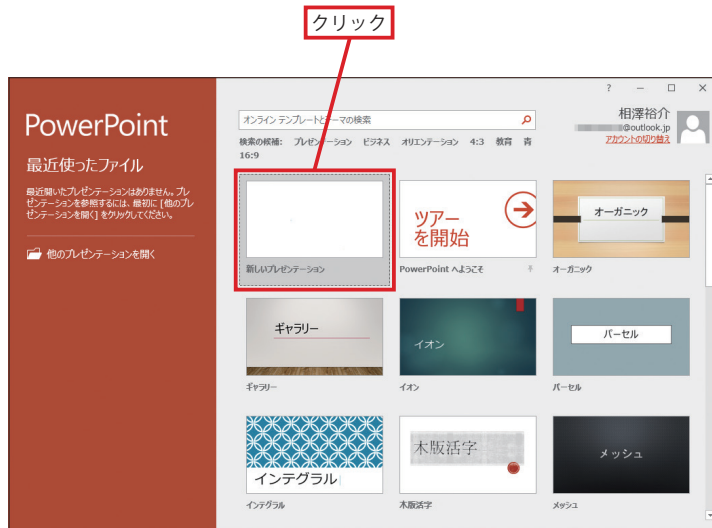 クリック
PowerPoint
最近使ったファイル
最近開いたプレゼンテーションはありません。プレ
ゼンテーションを参照するには、最初に [他のプレ
ゼンテーションを開く] をクリックしてください。
他のプレゼンテーションを開く
?
オンライン テンプレートとテーマの検索
検索の候補: プレゼンテーション ビジネス オリエンテーション 4:3 教育 青
16:9
相澤裕介
@outlook.jp
アカウントの切り替え
新しいプレゼンテーション
ツアー
を開始
PowerPoint へようこそ
オーガニック
オーガニック
ギャラリー
ギャラリー
イオン
イオン
パーセル
パーセル
インテグラル
インテグラル
木版活字
木版活字
メッシュ
メッシュ